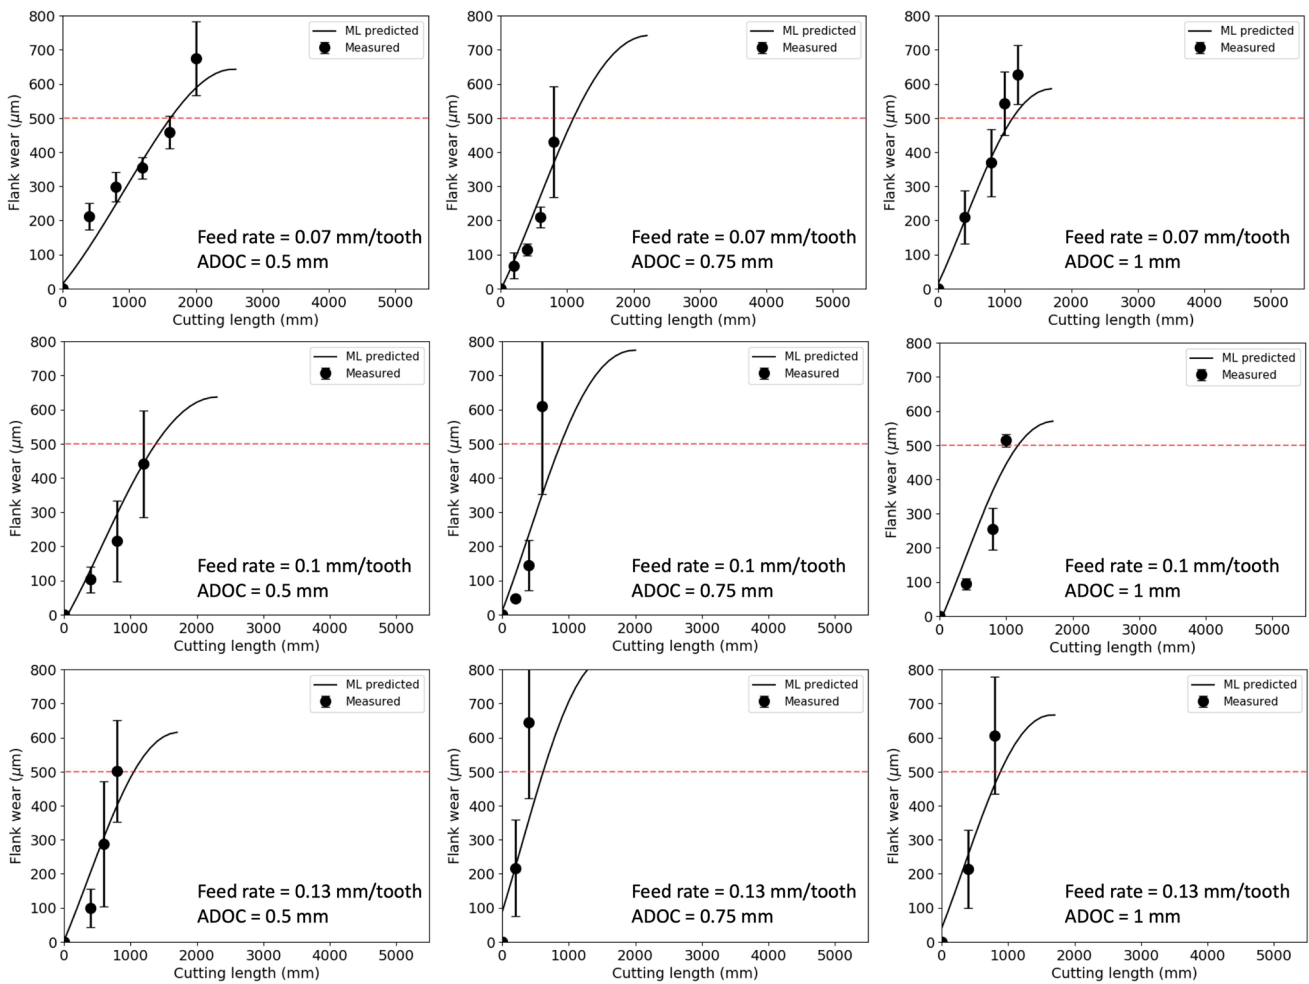 800
700
600
500
400
300
200
100
0
Flank wear (μm)
ML predicted
Measured
Feed rate = 0.07 mm/tooth
ADOC = 0.5 mm
0 1000 2000 3000 4000 5000
Cutting length (mm)
800
700
600
500
400
300
200
100
0
Flank wear (μm)
ML predicted
Measured
Feed rate = 0.07 mm/tooth
ADOC = 0.75 mm
0 1000 2000 3000 4000 5000
Cutting length (mm)
800
700
600
500
400
300
200
100
0
Flank wear (μm)
ML predicted
Measured
Feed rate = 0.07 mm/tooth
ADOC = 1 mm
0 1000 2000 3000 4000 5000
Cutting length (mm)
800
700
600
500
400
300
200
100
0
Flank wear (μm)
ML predicted
Measured
Feed rate = 0.1 mm/tooth
ADOC = 0.5 mm
0 1000 2000 3000 4000 5000
Cutting length (mm)
800
700
600
500
400
300
200
100
0
Flank wear (μm)
ML predicted
Measured
Feed rate = 0.1 mm/tooth
ADOC = 0.75 mm
0 1000 2000 3000 4000 5000
Cutting length (mm)
800
700
600
500
400
300
200
100
0
Flank wear (μm)
ML predicted
Measured
Feed rate = 0.1 mm/tooth
ADOC = 1 mm
0 1000 2000 3000 4000 5000
Cutting length (mm)
800
700
600
500
400
300
200
100
0
Flank wear (μm)
ML predicted
Measured
Feed rate = 0.13 mm/tooth
ADOC = 0.5 mm
0 1000 2000 3000 4000 5000
Cutting length (mm)
800
700
600
500
400
300
200
100
0
Flank wear (μm)
ML predicted
Measured
Feed rate = 0.13 mm/tooth
ADOC = 0.75 mm
0 1000 2000 3000 4000 5000
Cutting length (mm)
800
700
600
500
400
300
200
100
0
Flank wear (μm)
ML predicted
Measured
Feed rate = 0.13 mm/tooth
ADOC = 1 mm
0 1000 2000 3000 4000 5000
Cutting length (mm)